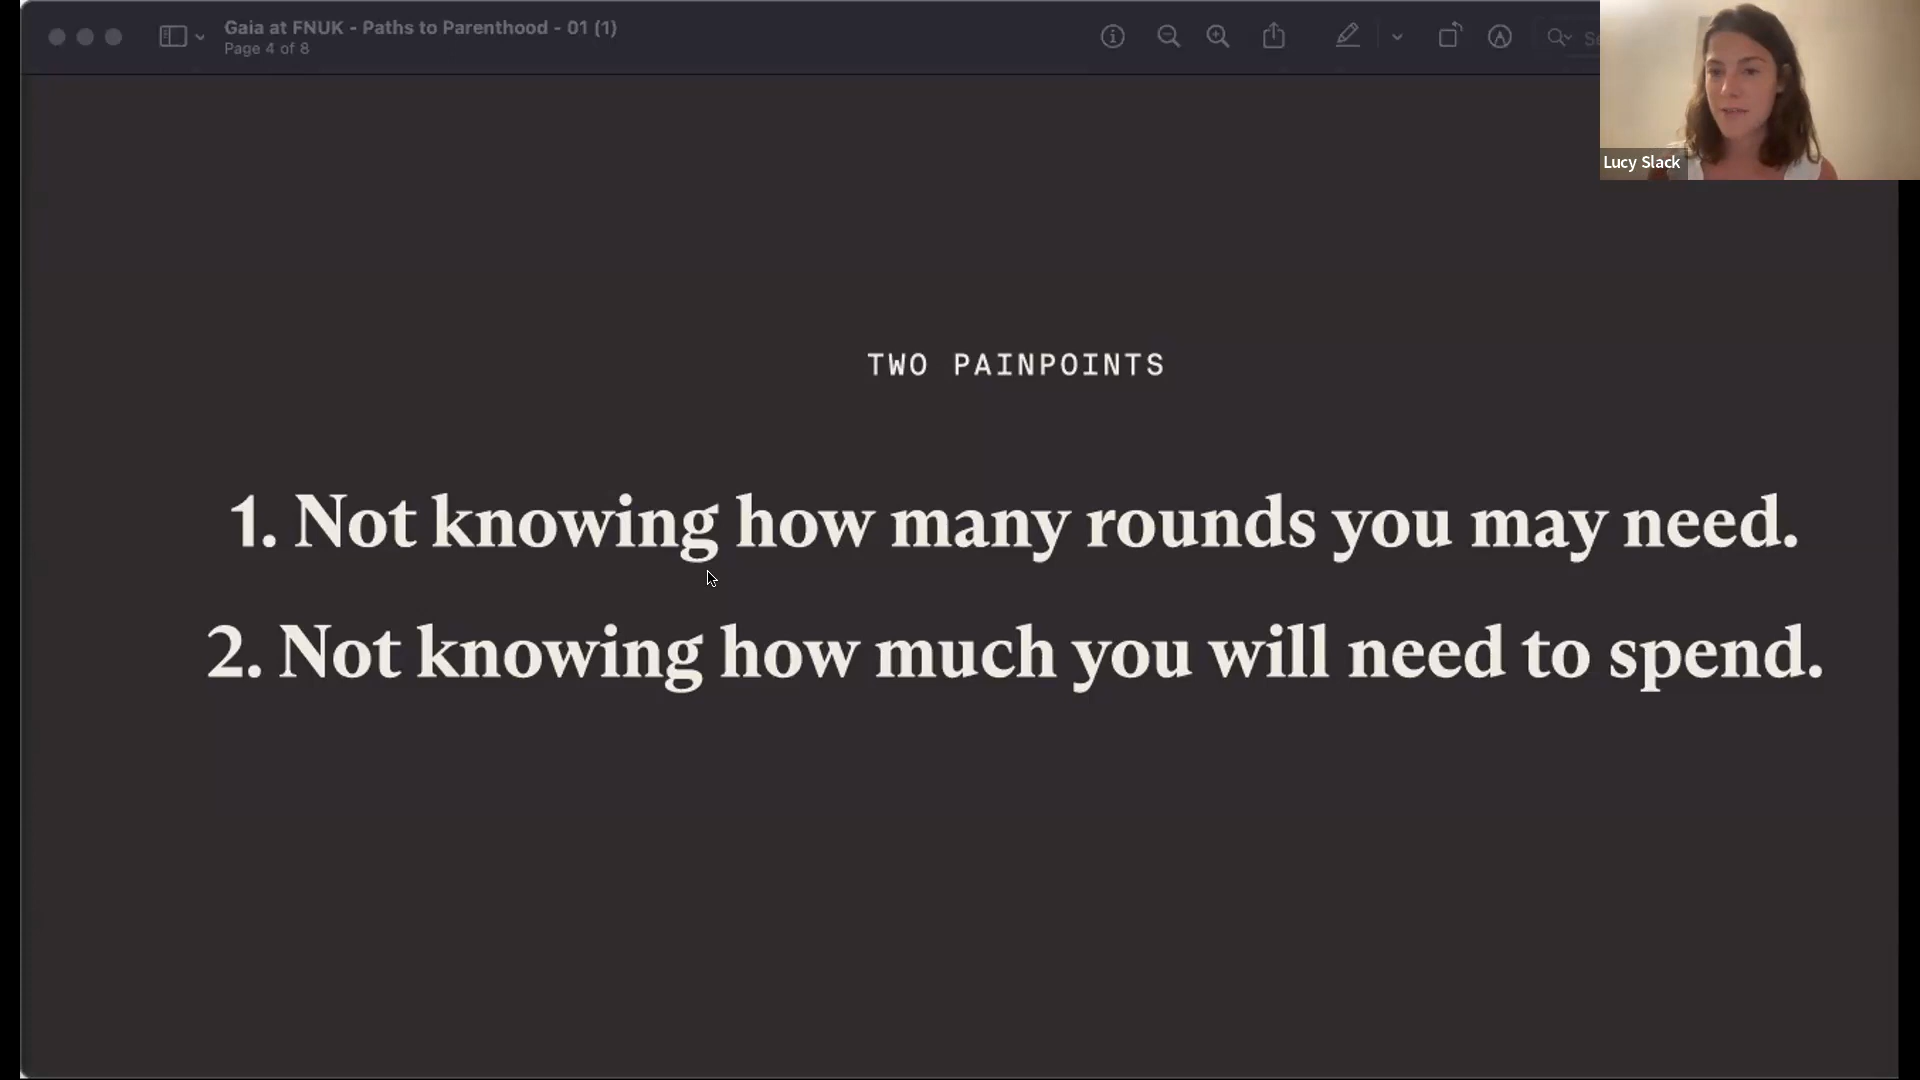 Gaia at FNUK - Paths to Parenthood - 01 (1)
Page 4 of 8
Lucy Slack
TWO PAINPOINTS
1. Not knowing how many rounds you may need.
2. Not knowing how much you will need to spend.